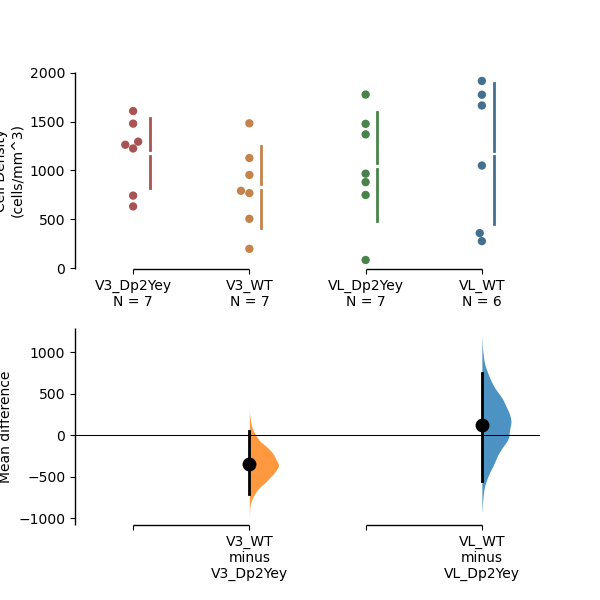 2000
1500
1000
500
0
Cell Density
(cells/mm^3)
V3_Dp2Yey
N = 7
V3_WT
N = 7
VL_Dp2Yey
N = 7
VL_WT
N = 6
1000
500
0
−500
−1000
Mean difference
V3_WT
minus
V3_Dp2Yey
VL_WT
minus
VL_Dp2Yey